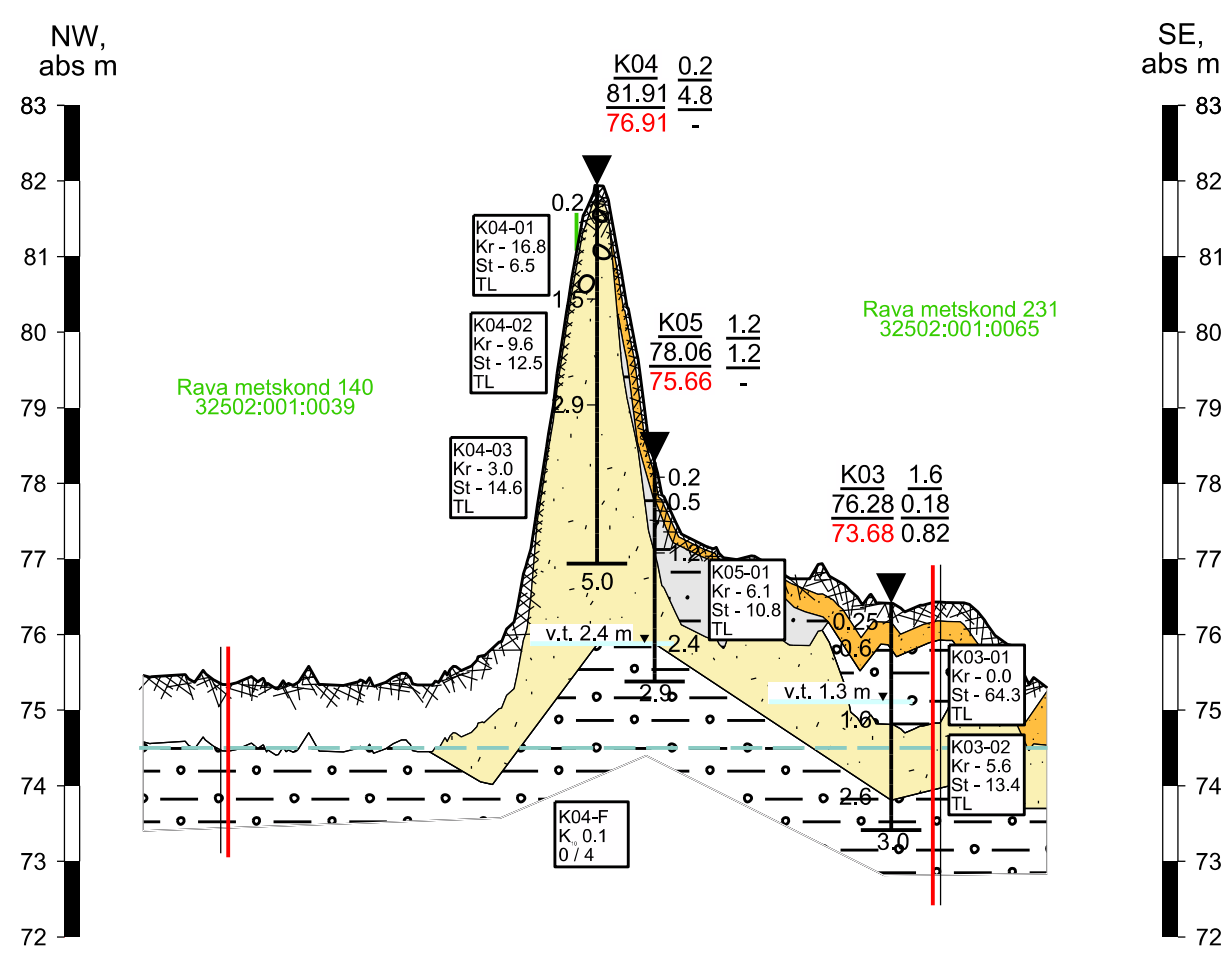 NW,
abs m
SE,
abs m
83
82
81
80
79
78
77
76
75
74
73
72
K04 0.2
81.91 4.8
76.91 -
0.2
1.5
2.9
5.0
K04-01
Kr - 16.8
St - 6.5
TL
K04-02
Kr - 9.6
St - 12.5
TL
K04-03
Kr - 3.0
St - 14.6
TL
Rava metskond 140
32502:001:0039
K05 1.2
78.06 1.2
75.66 -
Rava metskond 231
32502:001:0065
0.2
0.5
1.2
2.4
2.9
K05-01
Kr - 6.1
St - 10.8
TL
v.t. 2.4 m
K03 1.6
76.28 0.18
73.68 0.82
0.25
0.6
1.6
2.6
3.0
v.t. 1.3 m
K03-01
Kr - 0.0
St - 64.3
TL
K03-02
Kr - 5.6
St - 13.4
TL
K04-F
K10 0.1
0 / 4
83
82
81
80
79
78
77
76
75
74
73
72